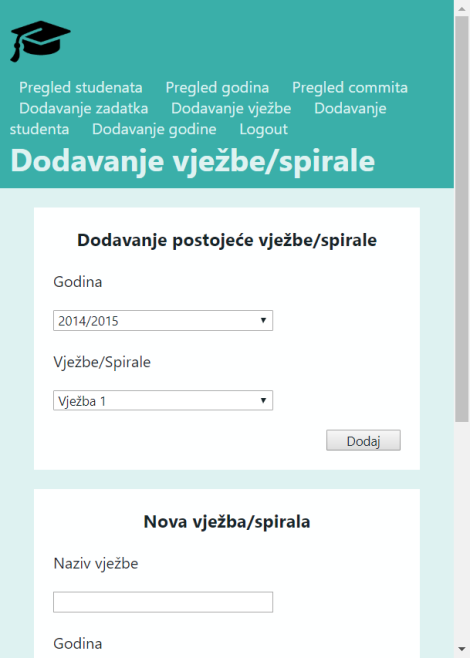 Pregled studenata Pregled godina Pregled commita
Dodavanje zadatka Dodavanje vježbe Dodavanje
studenta Dodavanje godine Logout
Dodavanje vježbe/spirale
Dodavanje postojeće vježbe/spirale
Godina
2014/2015
Vježbe/Spirale
Vježba 1
Dodaj
Nova vježba/spirala
Naziv vježbe
Godina